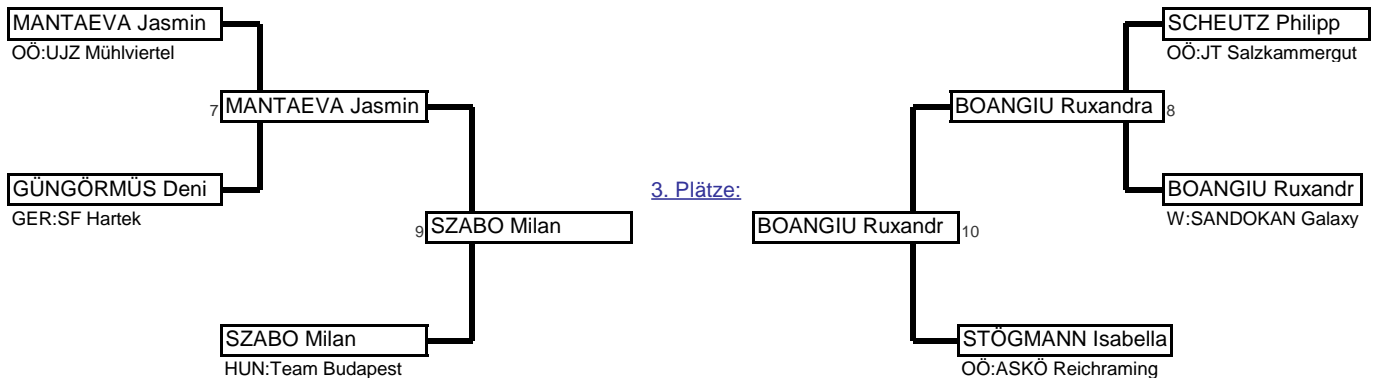 MANTAEVA Jasmin
OÖ:UJZ Mühlviertel
7
MANTAEVA Jasmin
GÜNGÖRMÜS Deni
GER:SF Hartek
9
SZABO Milan
SZABO Milan
HUN:Team Budapest
3. Plätze:
SCHEUTZ Philipp
OÖ:JT Salzkammergut
BOANGIU Ruxandra
8
BOANGIU Ruxandr
W:SANDOKAN Galaxy
BOANGIU Ruxandr
10
STÖGMANN Isabella
OÖ:ASKÖ Reichraming